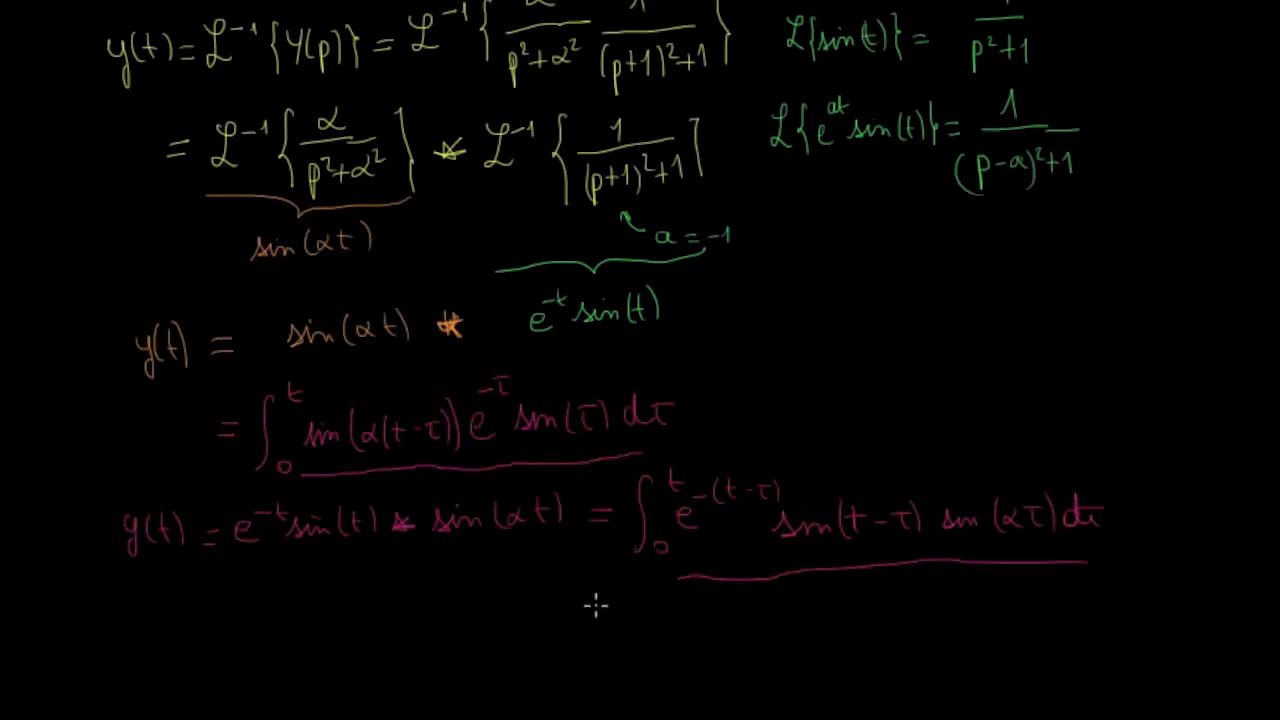 y(t) = ℒ⁻¹{Y(p)} = ℒ⁻¹{α/(p²+α²) 1/((p+1)²+1)}
ℒ{sin(t)} = 1/(p²+1)
= ℒ⁻¹{α/(p²+α²)} * ℒ⁻¹{1/((p+1)²+1)}
ℒ{e^(at) sin(t)} = 1/((p-a)²+1)
sin(αt)
a = -1
e^(-t) sin(t)
y(t) = sin(αt) *
= ∫₀ᵗ sin(α(t-τ)) e^(-τ) sin(τ) dτ
y(t) = e^(-t) sin(t) * sin(αt) = ∫₀ᵗ e^(-(t-τ)) sin(t-τ) sin(ατ) dτ